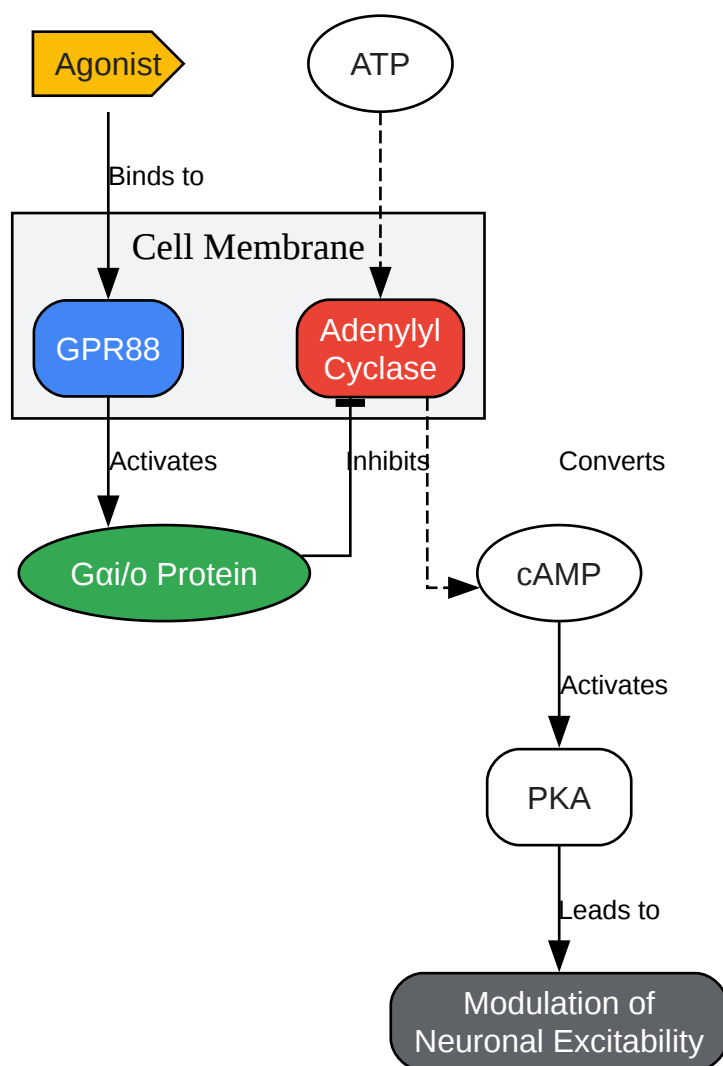 Agonist
ATP
Binds to
Cell Membrane
GPR88
Adenylyl
Cyclase
Activates
Inhibits
Converts
Gαi/o Protein
cAMP
Activates
PKA
Leads to
Modulation of
Neuronal Excitability